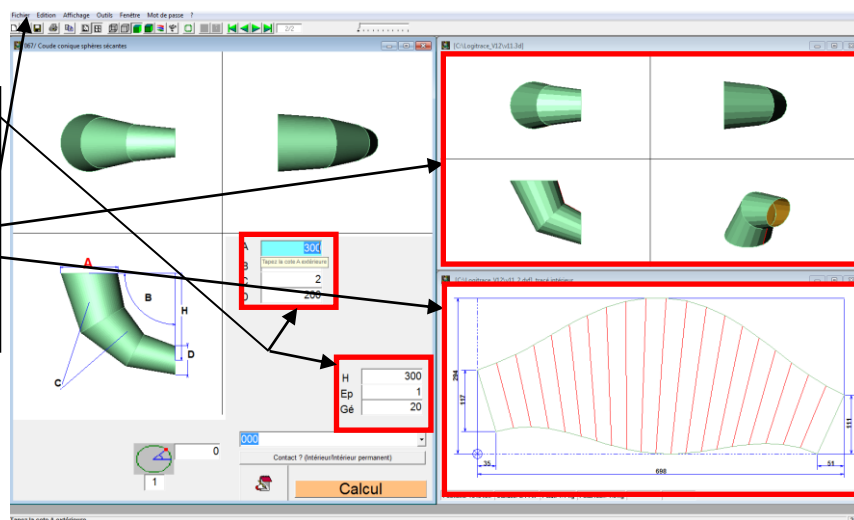 Fichier Edition Affichage Outils Fenêtre Mot de passe ?
2/2
967/ Coude conique sphères sécantes
A
B
C
H
D
A 300
Tapez la cote A extérieure
B
C 2
D 200
H 300
Ep 1
Gé 20
0
1
000
Contact ? (Intérieur/Intérieur permanent)
Calcul
[C:\Logitrace_V12\v11.3d]
[C:\Logitrace_V12\v11_2.dxf] tracé intérieur
294
117
111
35
698
51
Tapez la cote A extérieure